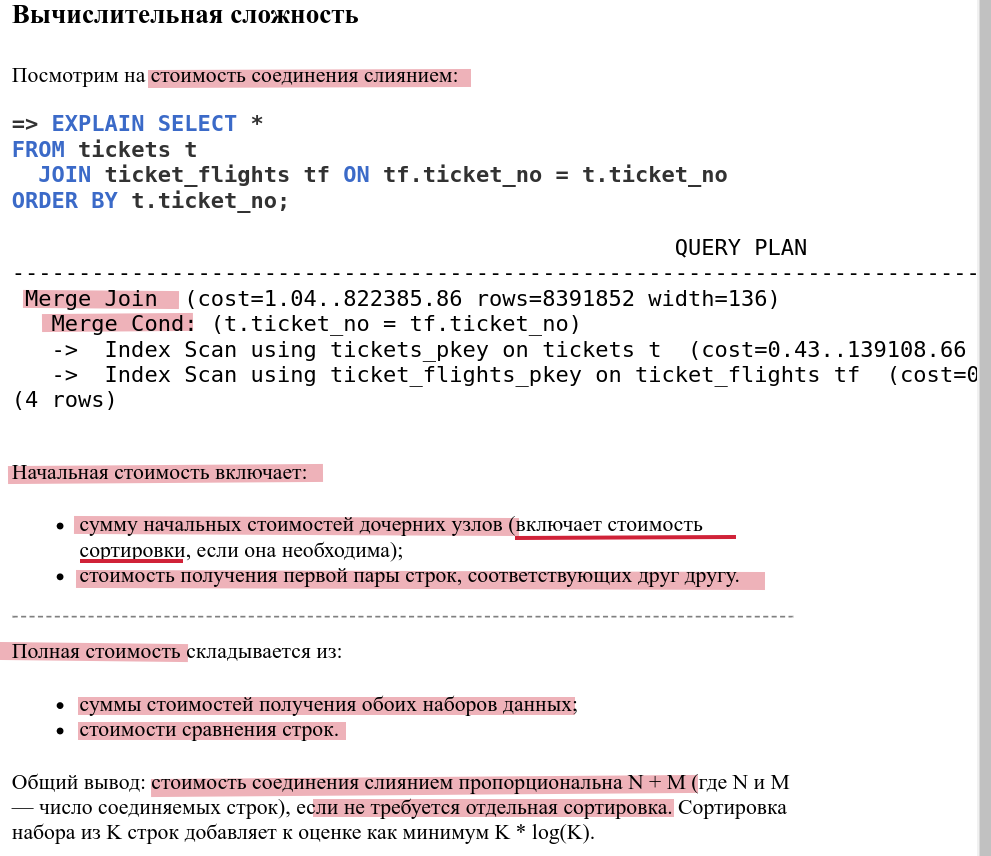 Вычислительная сложность
Посмотрим на стоимость соединения слиянием:
=> EXPLAIN SELECT *
FROM tickets t
JOIN ticket_flights tf ON tf.ticket_no = t.ticket_no
ORDER BY t.ticket_no;
QUERY PLAN
--------------------------------------------------------------------------
Merge Join (cost=1.04..822385.86 rows=8391852 width=136)
Merge Cond: (t.ticket_no = tf.ticket_no)
-> Index Scan using tickets_pkey on tickets t (cost=0.43..139108.66
-> Index Scan using ticket_flights_pkey on ticket_flights tf (cost=0
(4 rows)
Начальная стоимость включает:
• сумму начальных стоимостей дочерних узлов (включает стоимость
сортировки, если она необходима);
• стоимость получения первой пары строк, соответствующих друг другу.
Полная стоимость складывается из:
• суммы стоимостей получения обоих наборов данных;
• стоимости сравнения строк.
Общий вывод: стоимость соединения слиянием пропорциональна N + M (где N и M
— число соединяемых строк), если не требуется отдельная сортировка. Сортировка
набора из K строк добавляет к оценке как минимум K * log(K).